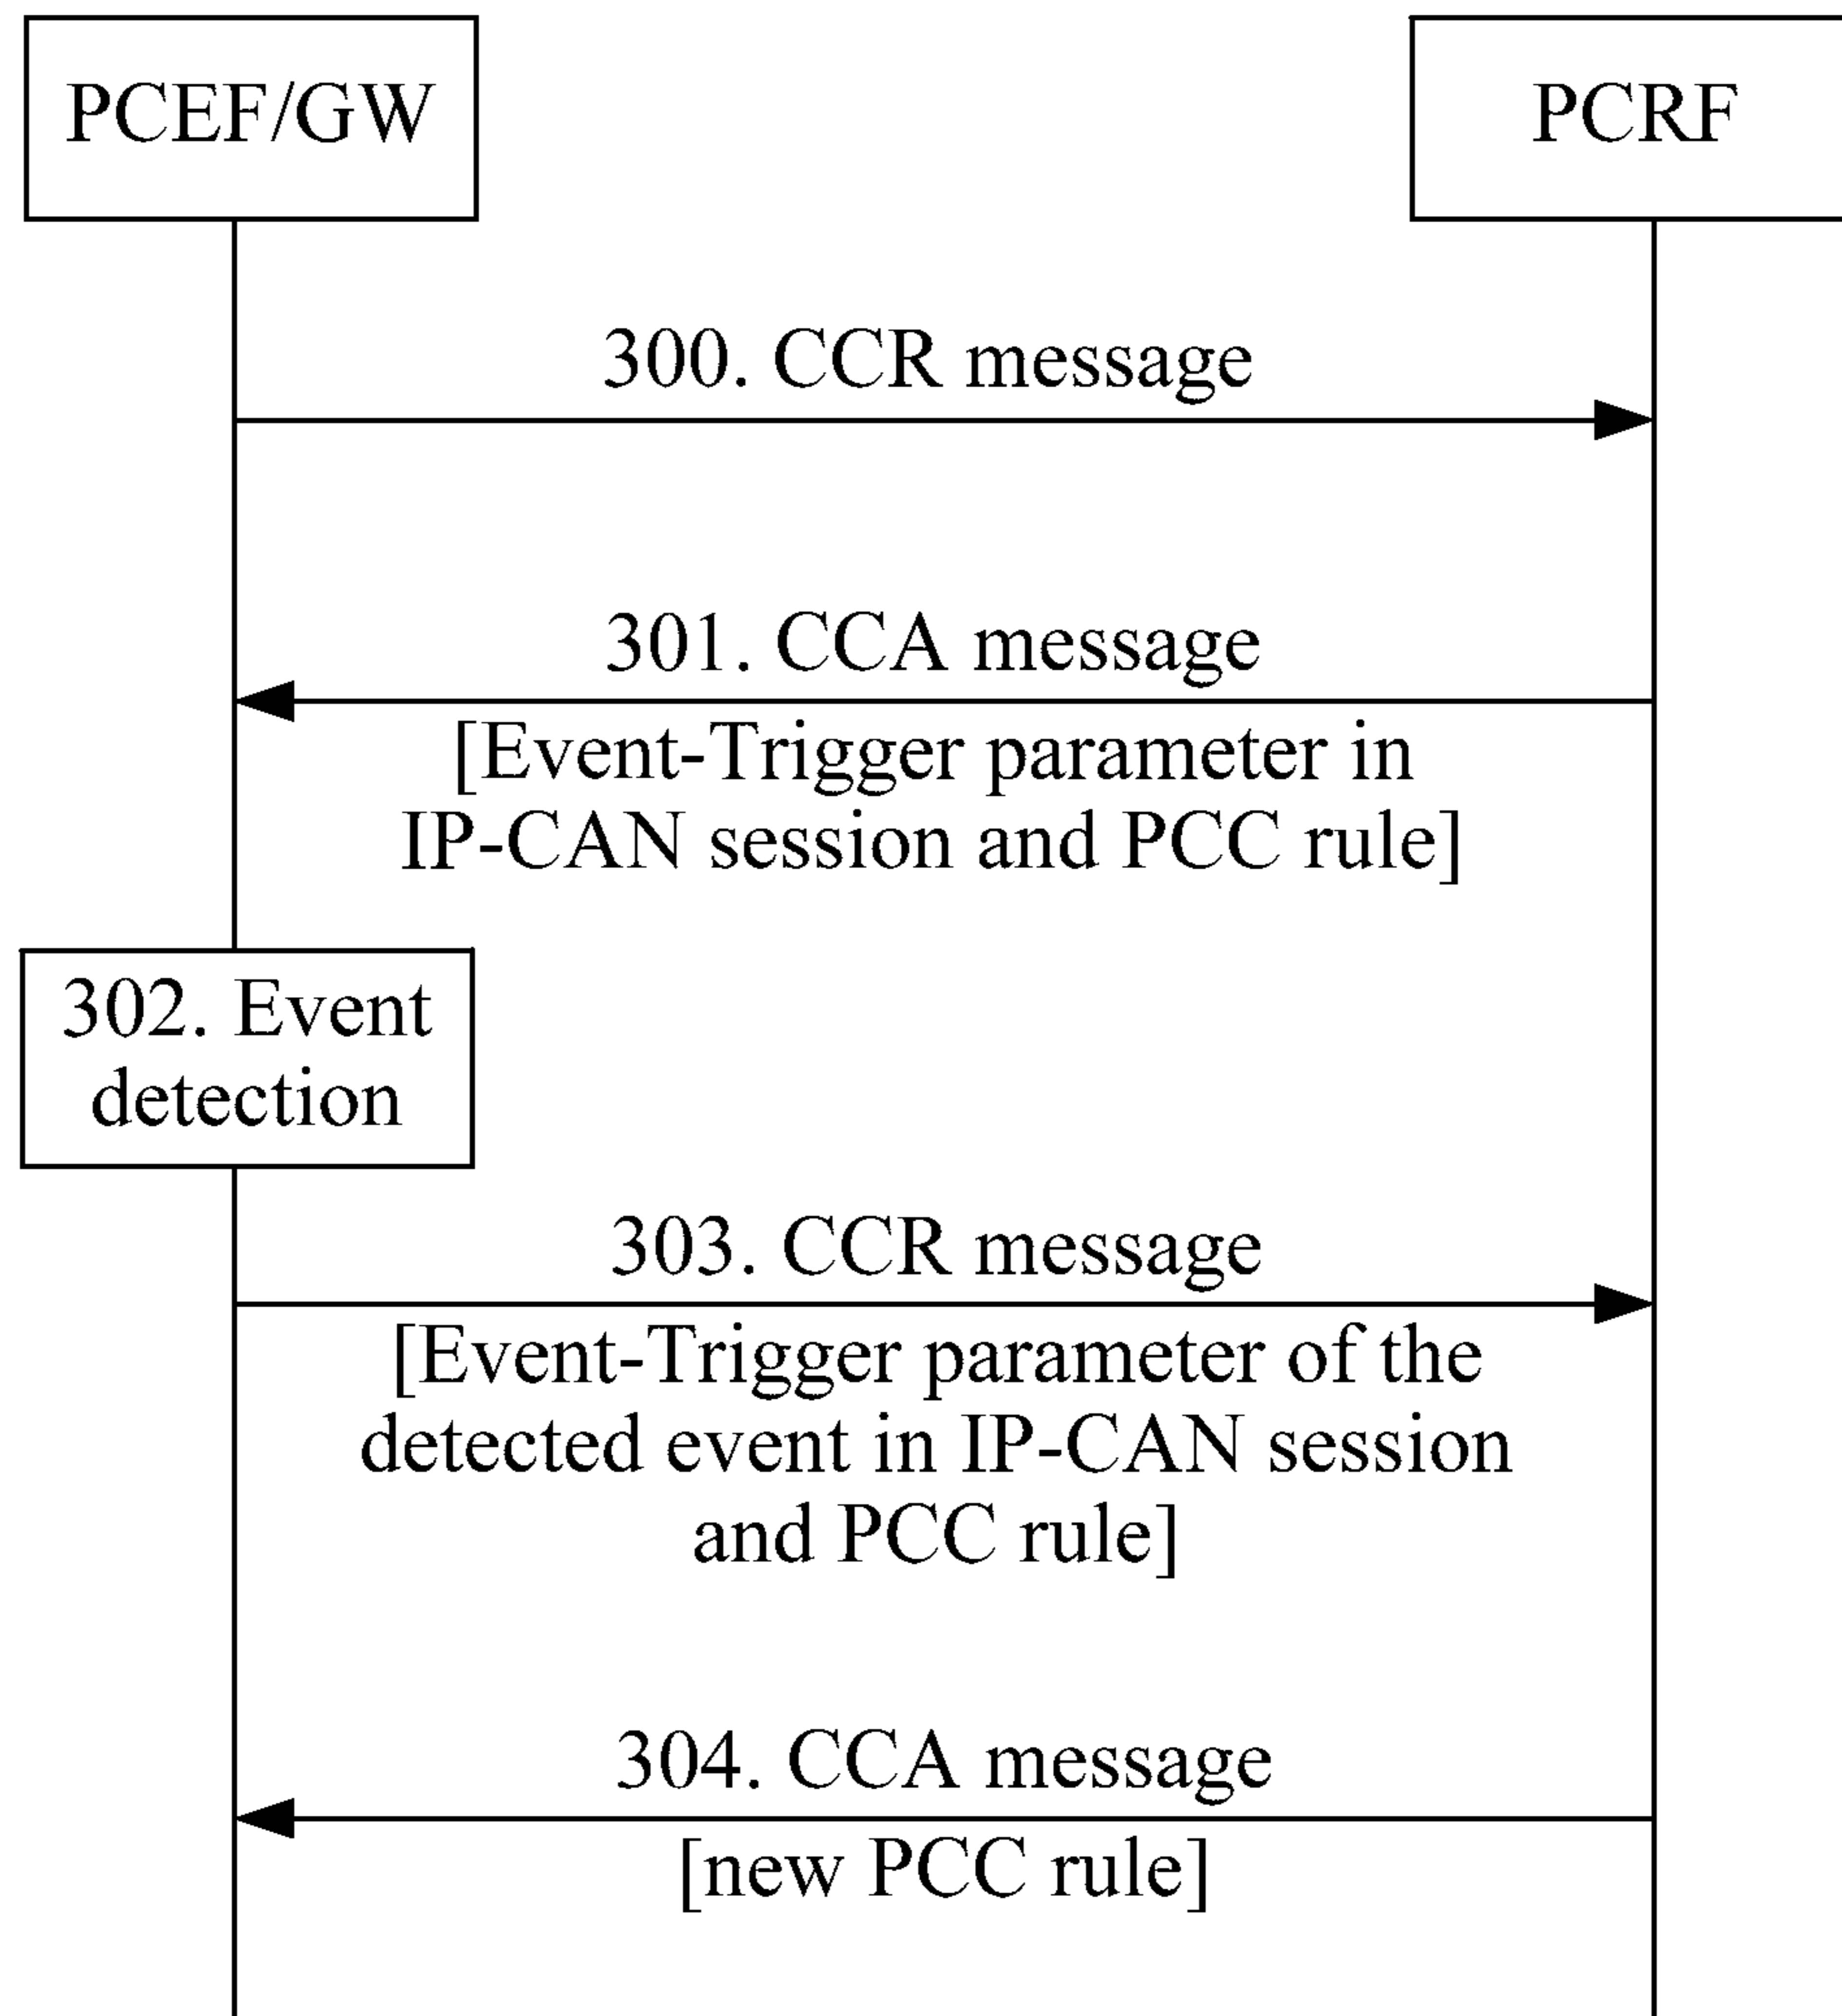 PCEF/GW
PCRF
300. CCR message
301. CCA message
[Event-Trigger parameter in
IP-CAN session and PCC rule]
302. Event
detection
303. CCR message
[Event-Trigger parameter of the
detected event in IP-CAN session
and PCC rule]
304. CCA message
[new PCC rule]